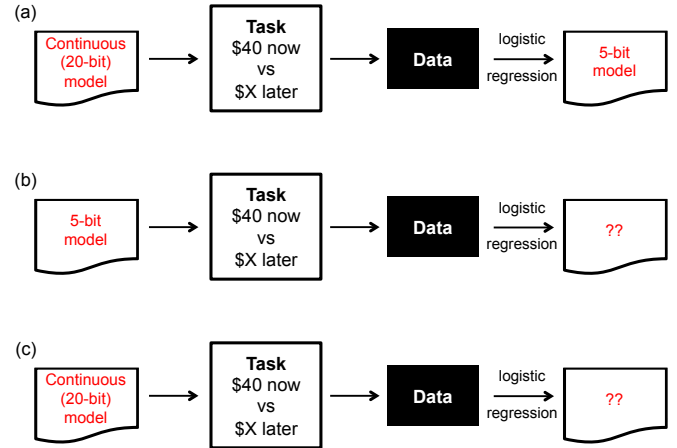 (a)
Continuous
(20-bit)
model
Task
$40 now
vs
$X later
Data
logistic
regression
5-bit
model
(b)
5-bit
model
Task
$40 now
vs
$X later
Data
logistic
regression
??
(c)
Continuous
(20-bit)
model
Task
$40 now
vs
$X later
Data
logistic
regression
??